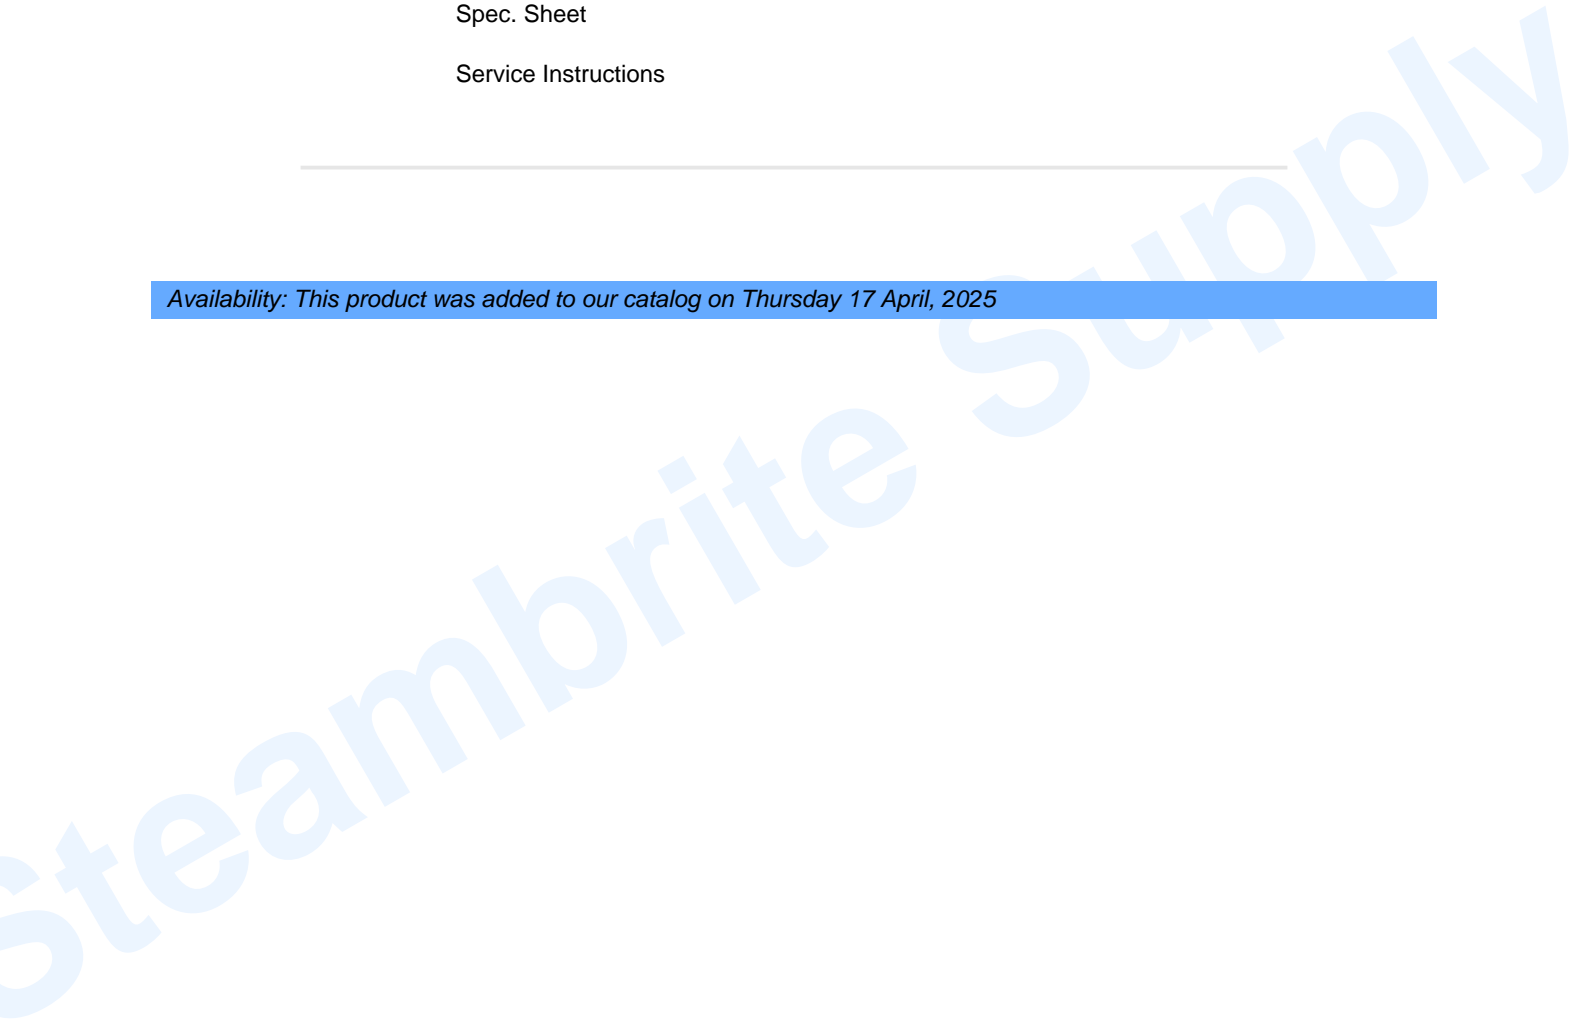 Spec. Sheet
Service Instructions
Availability: This product was added to our catalog on Thursday 17 April, 2025
Steambrite Supply